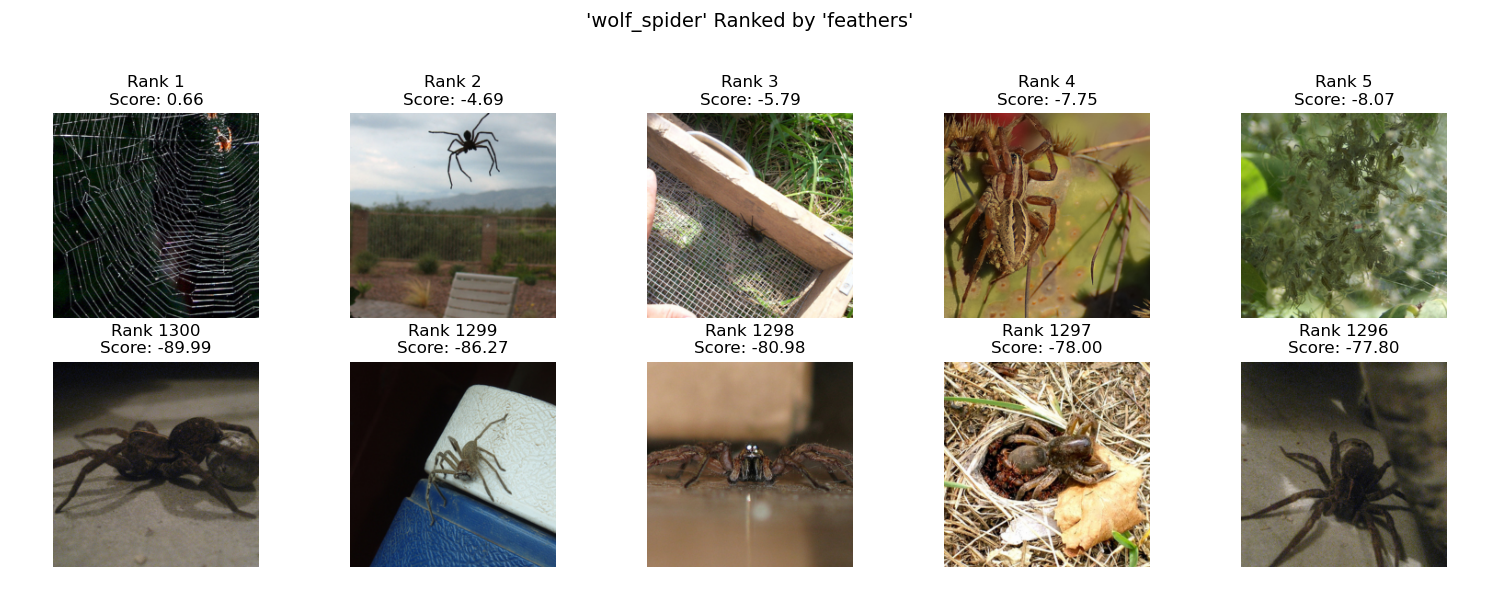 'wolf_spider' Ranked by 'feathers'
Rank 1
Score: 0.66
Rank 2
Score: -4.69
Rank 3
Score: -5.79
Rank 4
Score: -7.75
Rank 5
Score: -8.07
Rank 1300
Score: -89.99
Rank 1299
Score: -86.27
Rank 1298
Score: -80.98
Rank 1297
Score: -78.00
Rank 1296
Score: -77.80